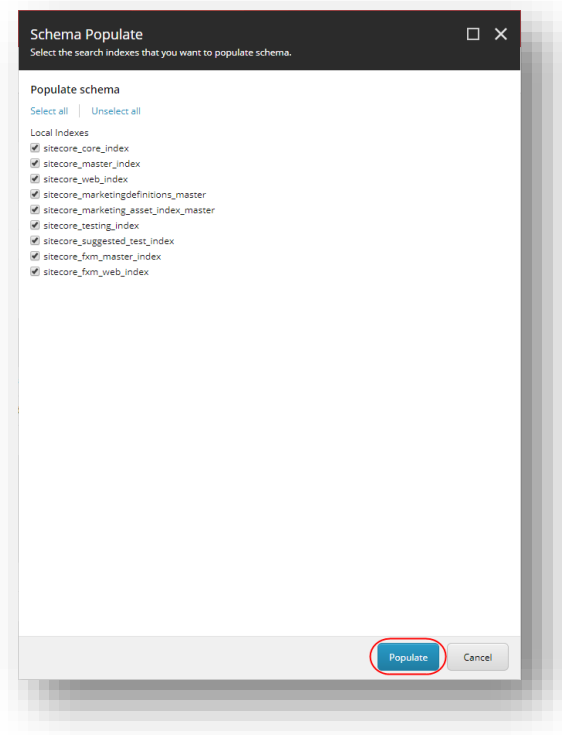 Schema Populate
Select the search indexes that you want to populate schema.
Populate schema
Select all Unselect all
Local Indexes
sitecore_core_index
sitecore_master_index
sitecore_web_index
sitecore_marketingdefinitions_master
sitecore_marketing_asset_index_master
sitecore_testing_index
sitecore_suggested_test_index
sitecore_fxm_master_index
sitecore_fxm_web_index
Populate Cancel